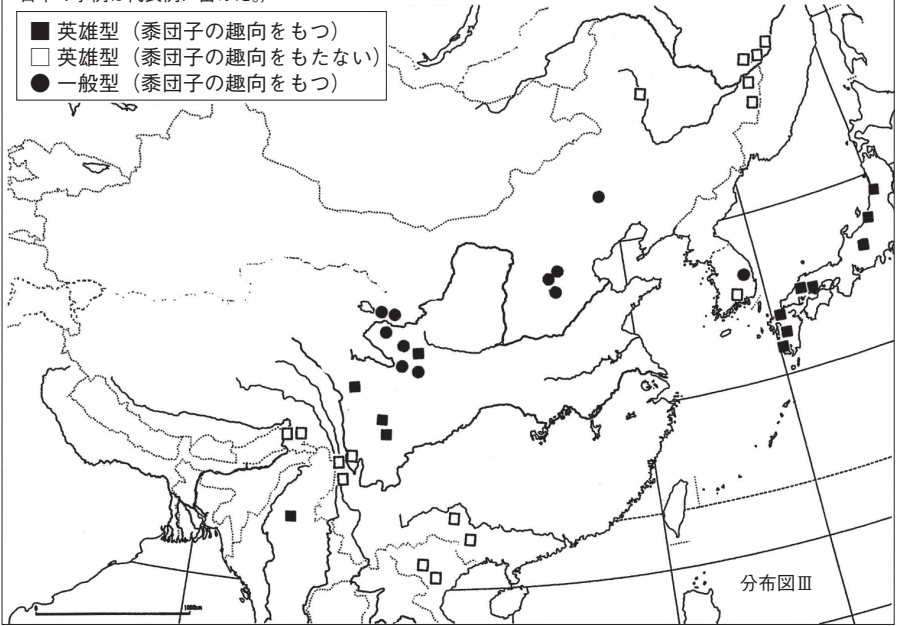 ■ 英雄型（黍団子の趣向をもつ）
□ 英雄型（黍団子の趣向をもたない）
● 一般型（黍団子の趣向をもつ）
分布図Ⅲ
0 1000km